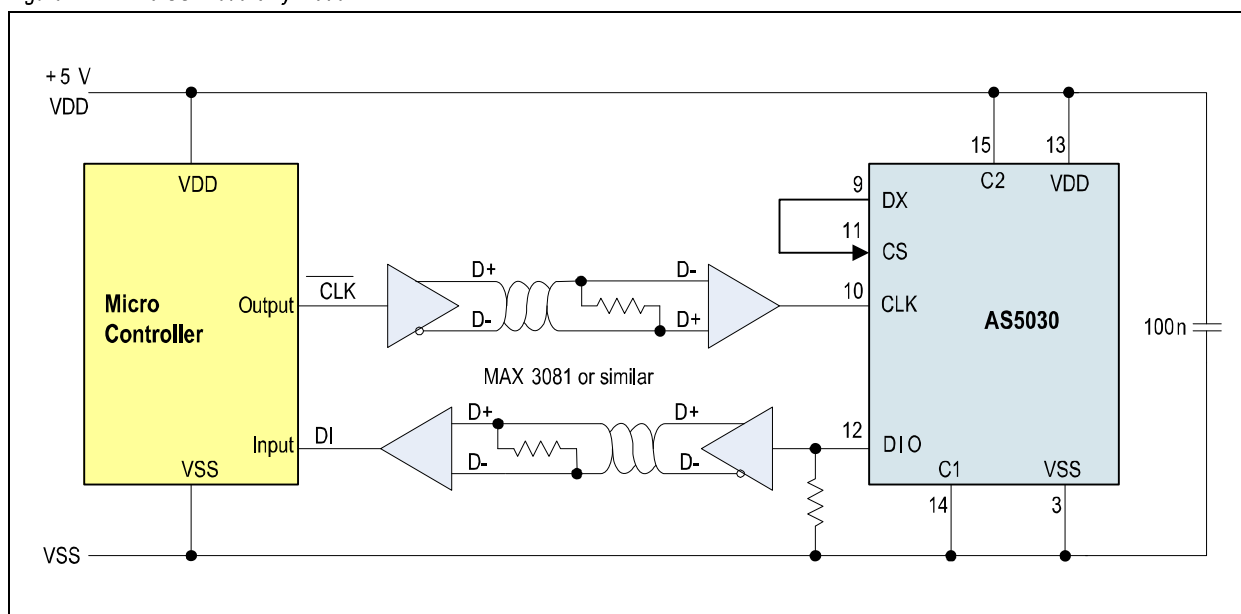 +5 V
VDD
15
13
VDD
C2
VDD
9
DX
11
CS
CLK
D+
D-
10
CLK
Micro
Controller
Output
D-
D+
AS5030
100n
MAX 3081 or similar
D+
D+
12
DIO
Input
DI
D-
D-
VSS
C1
VSS
14
3
VSS